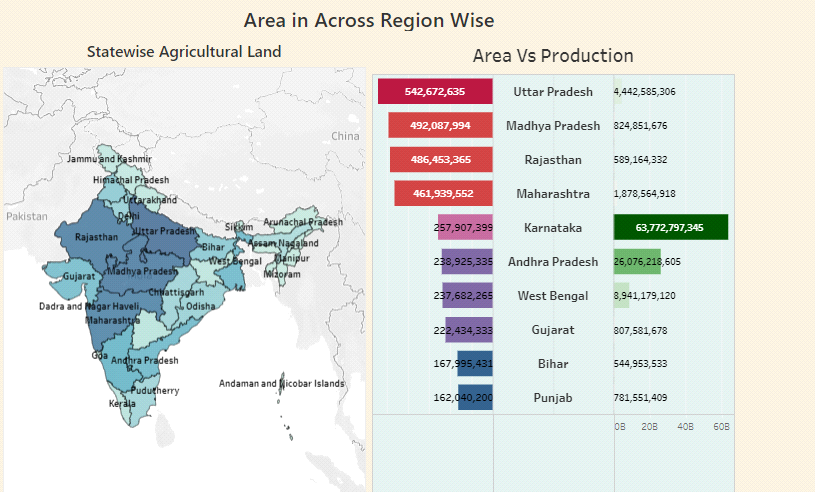 Area in Across Region Wise
Statewise Agricultural Land
Area Vs Production
China
Pakistan
Jammu and Kashmir
Himachal Pradesh
Uttarakhand
Delhi
Rajasthan
Uttar Pradesh
Sikkim
Arunachal Pradesh
Bihar
Assam Nagaland
West Bengal
Manipur
Mizoram
Gujarat
Madhya Pradesh
Chhattisgarh
Odisha
Dadra and Nagar Haveli
Maharashtra
Goa
Andhra Pradesh
Puducherry
Kerala
Andaman and Nicobar Islands
542,672,635 Uttar Pradesh 4,442,585,306
492,087,994 Madhya Pradesh 824,851,676
486,453,365 Rajasthan 589,164,332
461,939,552 Maharashtra 1,878,564,918
257,907,399 Karnataka 63,772,797,345
238,925,335 Andhra Pradesh 26,076,218,605
237,682,265 West Bengal 8,941,179,120
222,434,333 Gujarat 807,581,678
167,995,431 Bihar 544,953,533
162,040,200 Punjab 781,551,409
0B 20B 40B 60B